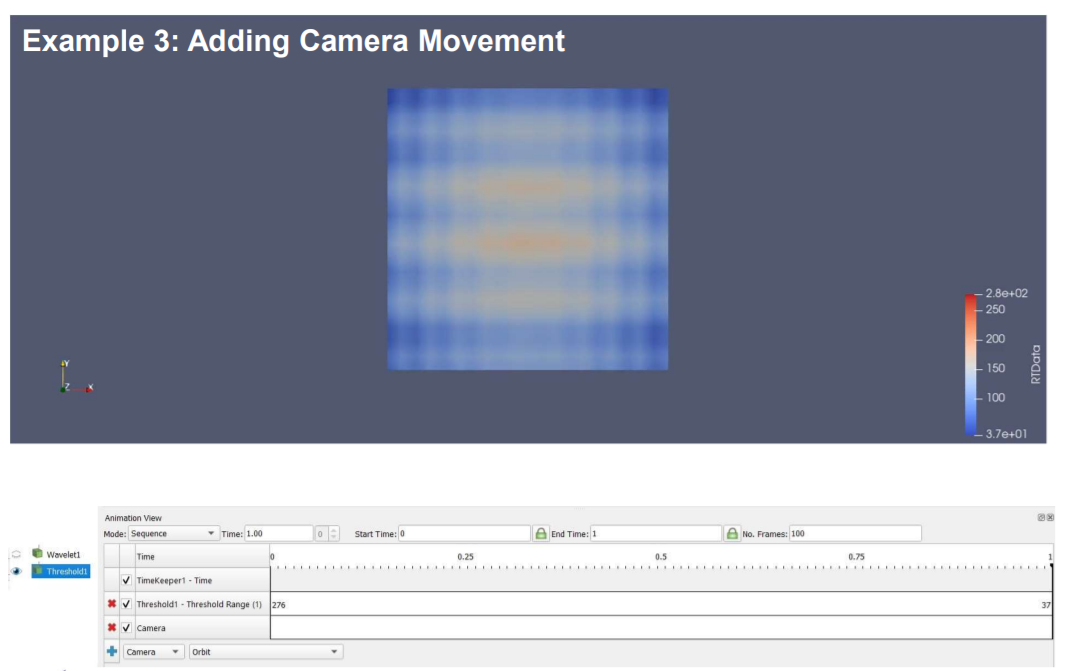 Example 3: Adding Camera Movement
2.8e+02
250
200
150
100
3.7e+01
RTData
Y
Z X
Animation View
Mode: Sequence Time: 1.00 0 Start Time: 0 End Time: 1 No. Frames: 100
Wavelet1
Threshold1
Time 0 0.25 0.5 0.75 1
TimeKeeper1 - Time
Threshold1 - Threshold Range (1) 276 37
Camera
Camera Orbit